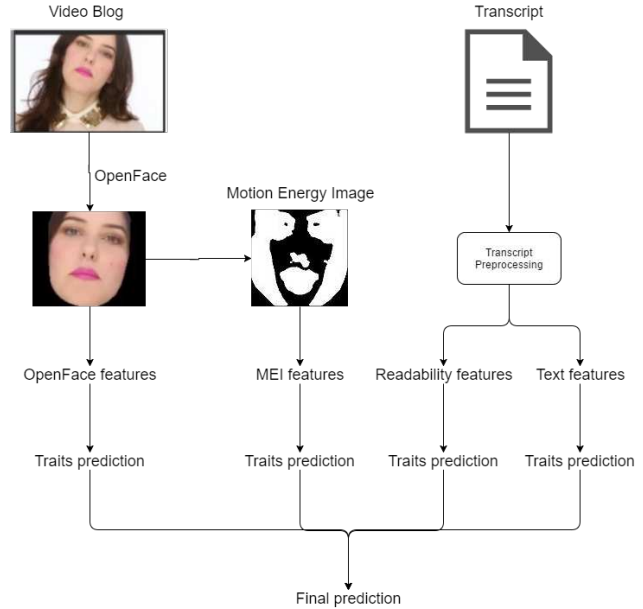 Video Blog
Transcript
OpenFace
Motion Energy Image
Transcript
Preprocessing
OpenFace features
MEI features
Readability features
Text features
Traits prediction
Traits prediction
Traits prediction
Traits prediction
Final prediction